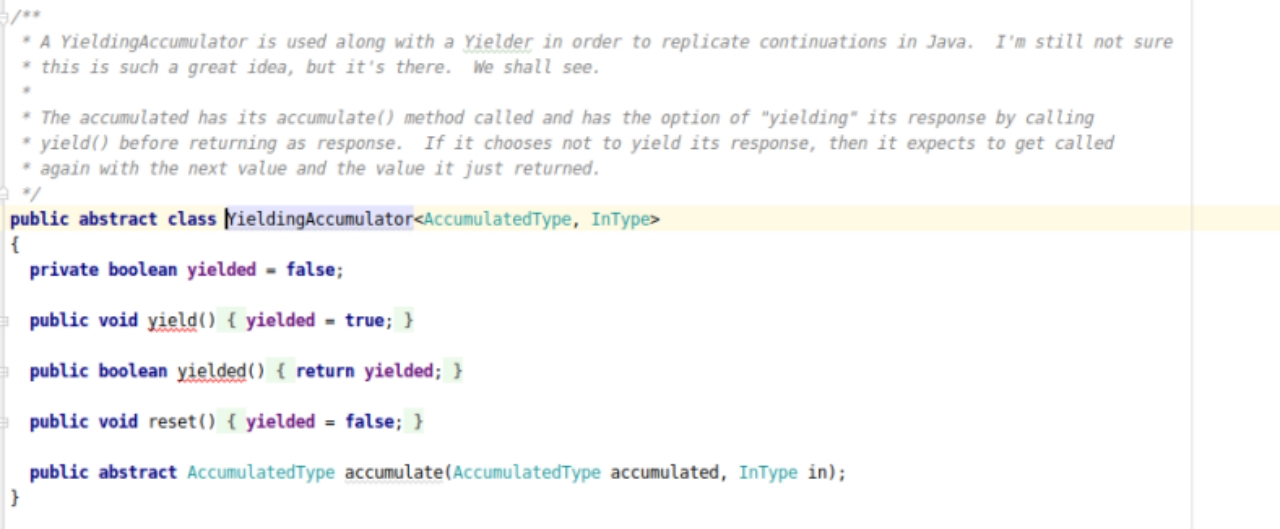 /**
 * A YieldingAccumulator is used along with a Yielder in order to replicate continuations in Java.  I'm still not sure
 * this is such a great idea, but it's there.  We shall see.
 *
 * The accumulated has its accumulate() method called and has the option of "yielding" its response by calling
 * yield() before returning as response.  If it chooses not to yield its response, then it expects to get called
 * again with the next value and the value it just returned.
 */
public abstract class YieldingAccumulator<AccumulatedType, InType>
{
  private boolean yielded = false;
  public void yield() { yielded = true; }
  public boolean yielded() { return yielded; }
  public void reset() { yielded = false; }
  public abstract AccumulatedType accumulate(AccumulatedType accumulated, InType in);
}